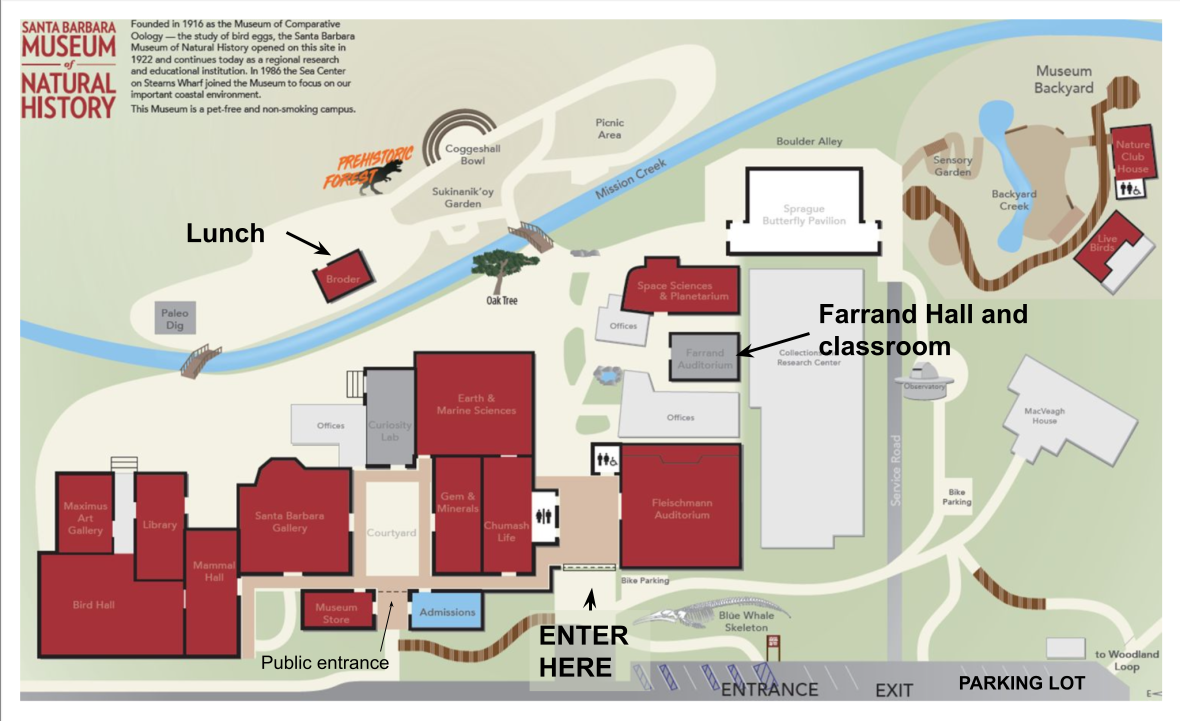 SANTA BARBARA
MUSEUM
of
NATURAL
HISTORY
Founded in 1916 as the Museum of Comparative
Oology — the study of bird eggs, the Santa Barbara
Museum of Natural History opened on this site in
1922 and continues today as a regional research
and educational institution. In 1986 the Sea Center
on Stearns Wharf joined the Museum to focus on our
important coastal environment.
This Museum is a pet-free and non-smoking campus.
PREHISTORIC
FOREST
Coggeshall
Bowl
Sukinanik'oy
Garden
Picnic
Area
Mission Creek
Boulder Alley
Museum
Backyard
Sensory
Garden
Backyard
Creek
Nature
Club
House
Live
Birds
Sprague
Butterfly Pavilion
Lunch
Broder
Paleo
Dig
Oak Tree
Space Sciences
& Planetarium
Offices
Farrand Hall and
classroom
Farrand
Auditorium
Collections
Research Center
Observatory
Offices
MacVeagh
House
Service Road
Bike
Parking
Earth &
Marine Sciences
Curiosity
Lab
Offices
Maximus
Art
Gallery
Library
Santa Barbara
Gallery
Courtyard
Gem &
Minerals
Chumash
Life
Fleischmann
Auditorium
Mammal
Hall
Bird Hall
Museum
Store
Admissions
Public entrance
Bike Parking
Blue Whale
Skeleton
ENTER
HERE
ENTRANCE
EXIT
PARKING LOT
to Woodland
Loop
E